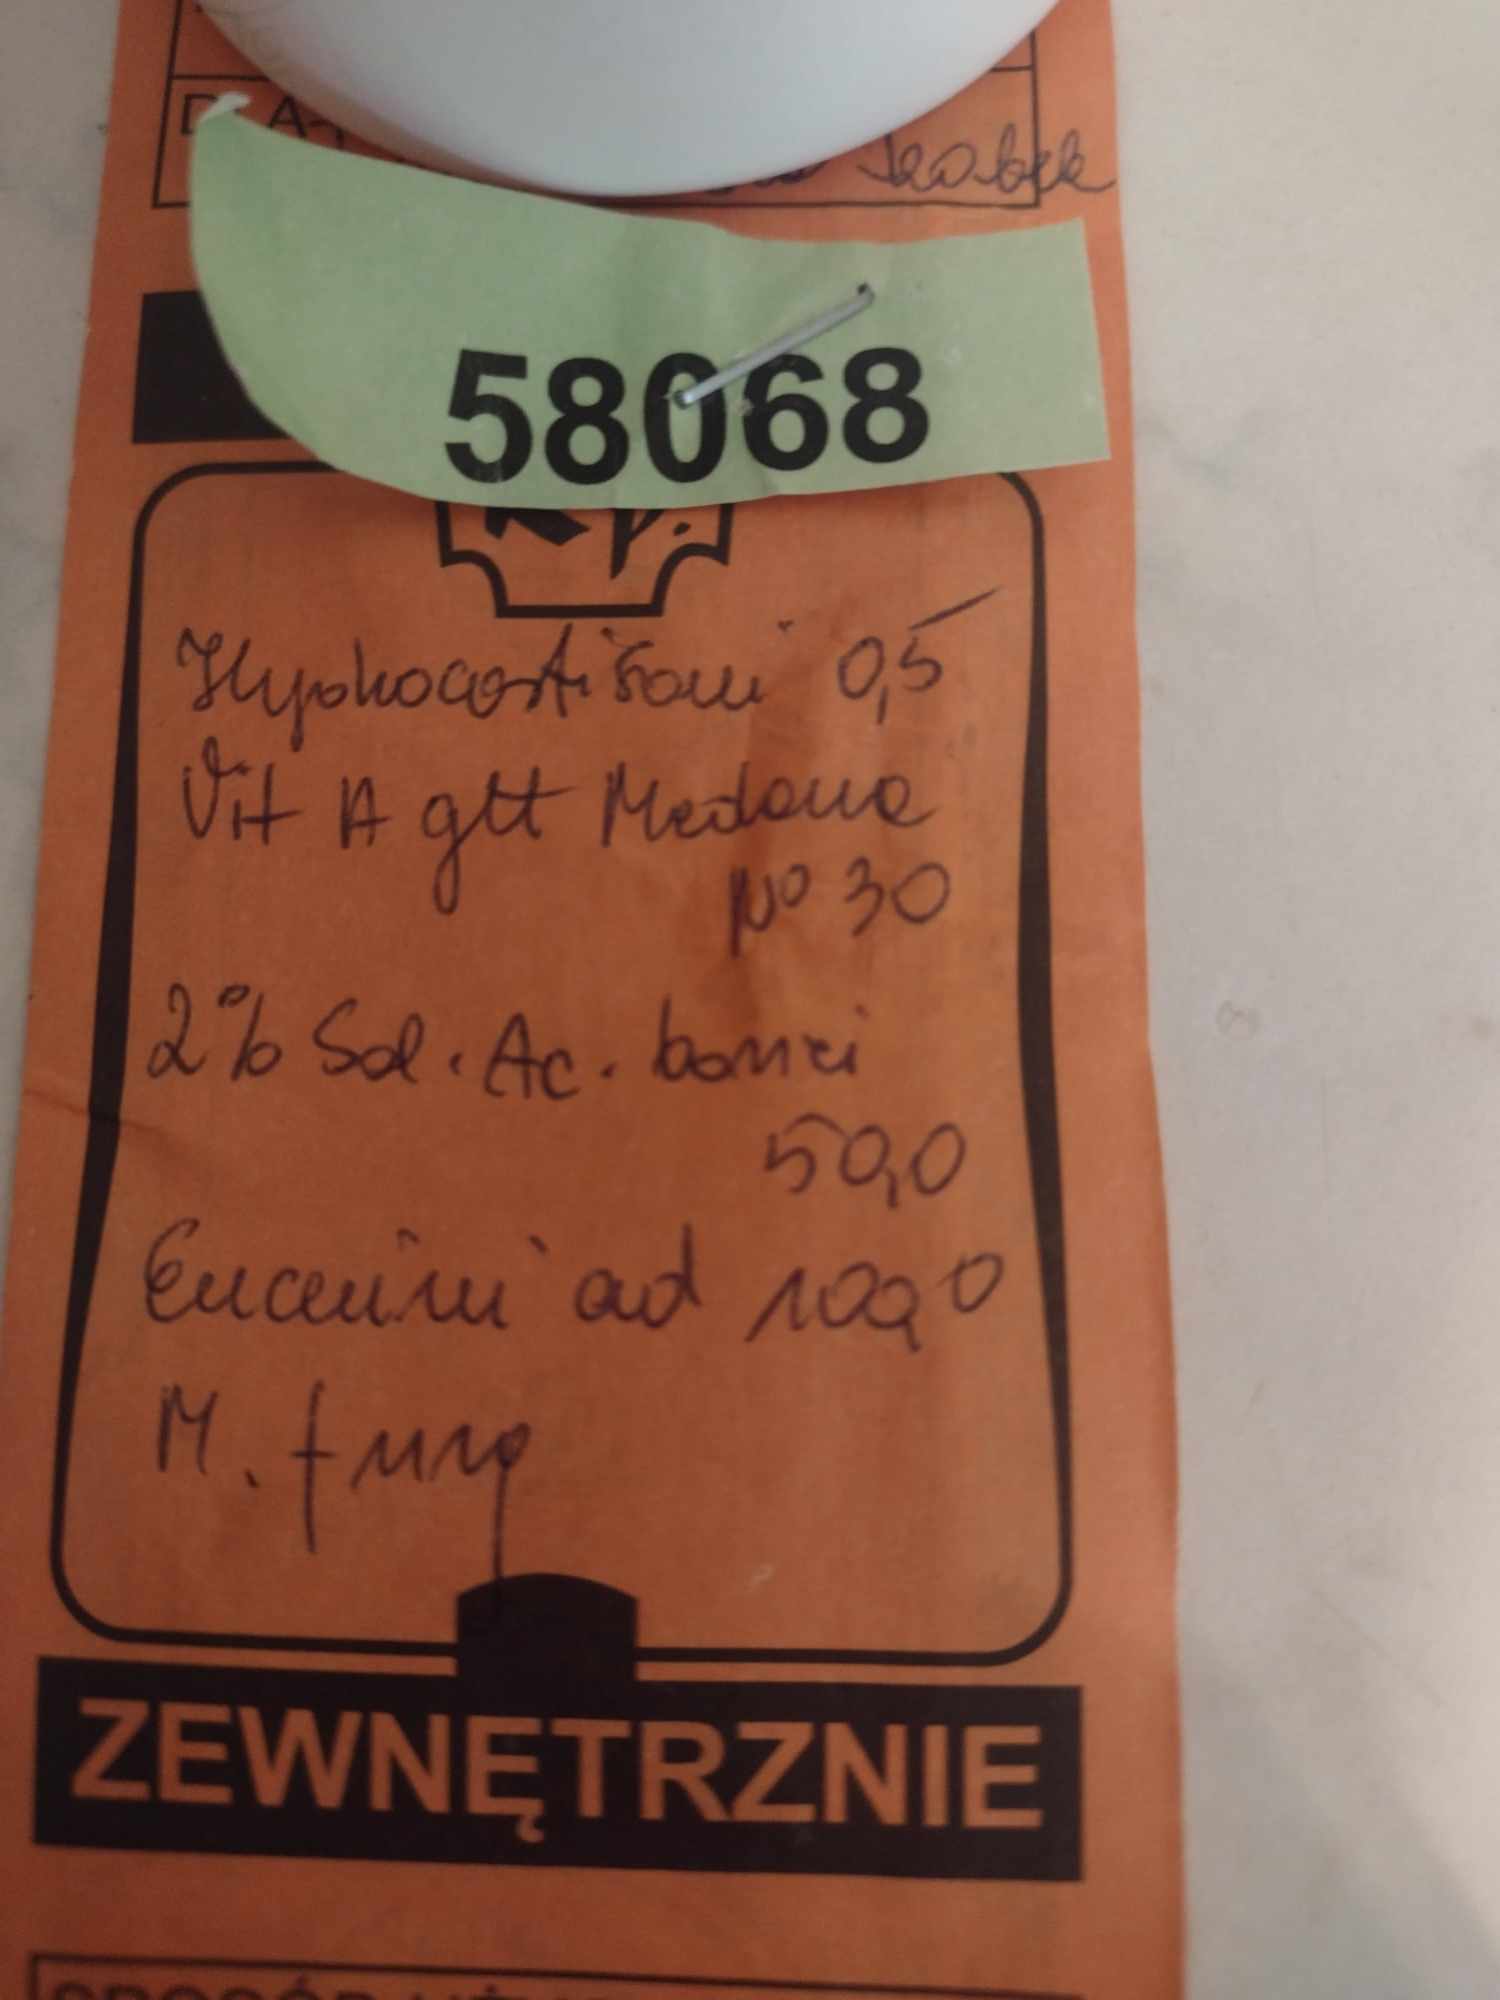 58068
Rp.
Hydrocortisoni 0,5
Vit A gtt Medana
No 30
2% Sol. Ac. borici
50,0
Eucerini ad 100,0
M. f ung
ZEWNĘTRZNIE